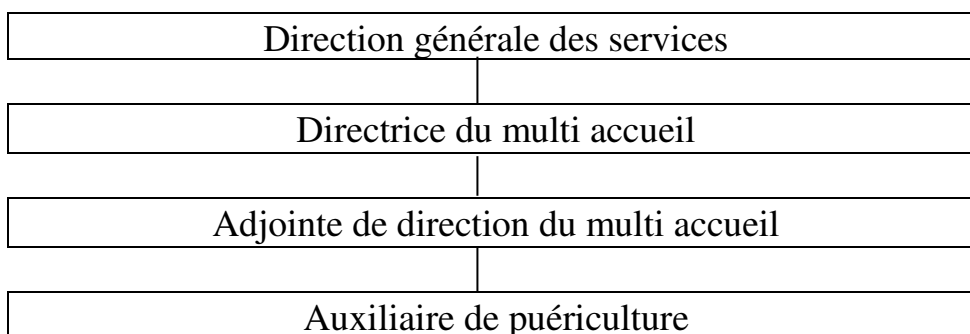 Direction générale des services
Directrice du multi accueil
Adjointe de direction du multi accueil
Auxiliaire de puériculture